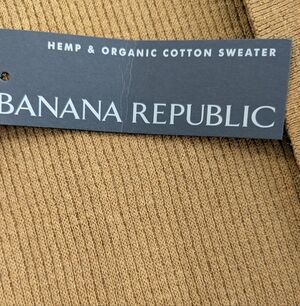 HEMP & ORGANIC COTTON SWEATER
BANANA REPUBLIC